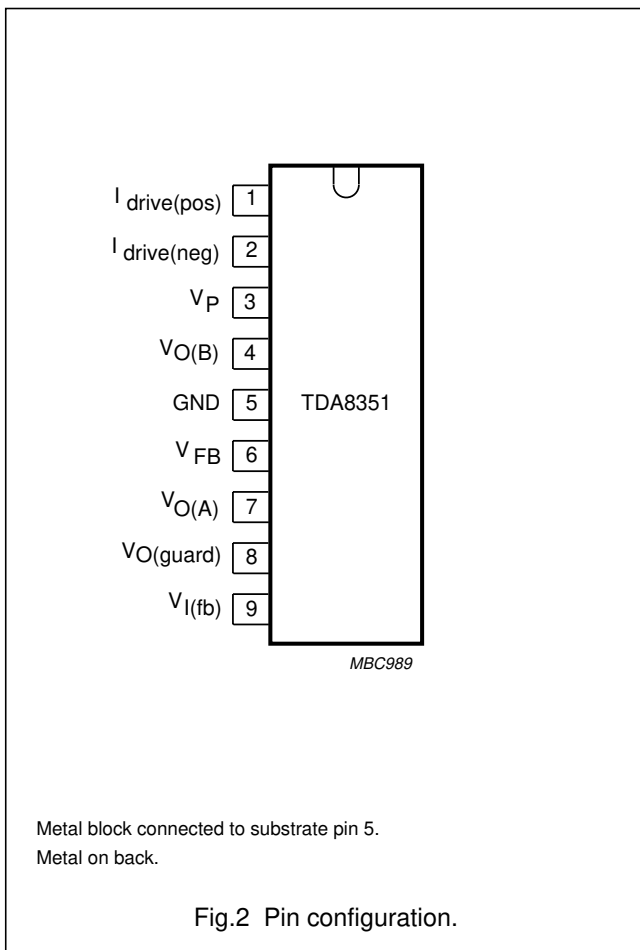 I drive(pos) 1
I drive(neg) 2
VP 3
VO(B) 4
GND 5 TDA8351
V FB 6
VO(A) 7
VO(guard) 8
VI(fb) 9
MBC989
Metal block connected to substrate pin 5.
Metal on back.
Fig.2 Pin configuration.